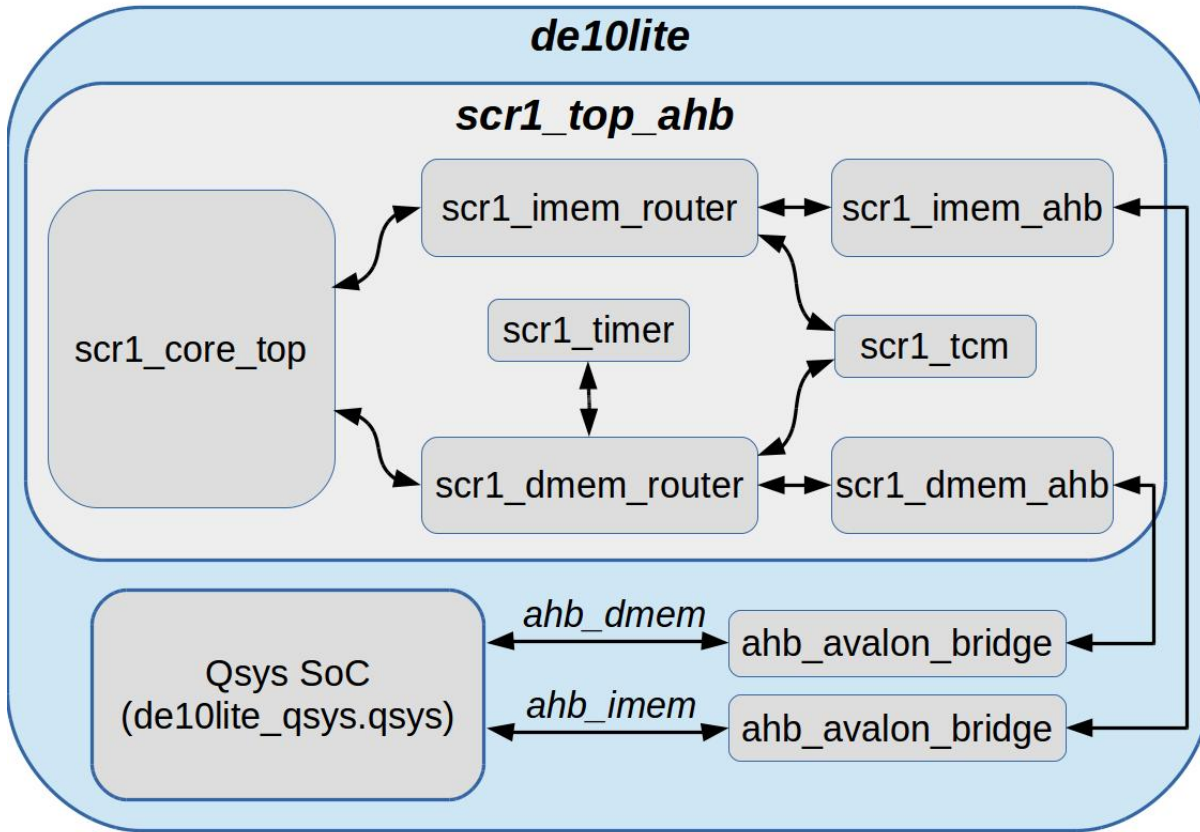 de10lite
scr1_top_ahb
scr1_core_top
scr1_imem_router
scr1_imem_ahb
scr1_timer
scr1_tcm
scr1_dmem_router
scr1_dmem_ahb
Qsys SoC
(de10lite_qsys.qsys)
ahb_dmem
ahb_avalon_bridge
ahb_imem
ahb_avalon_bridge